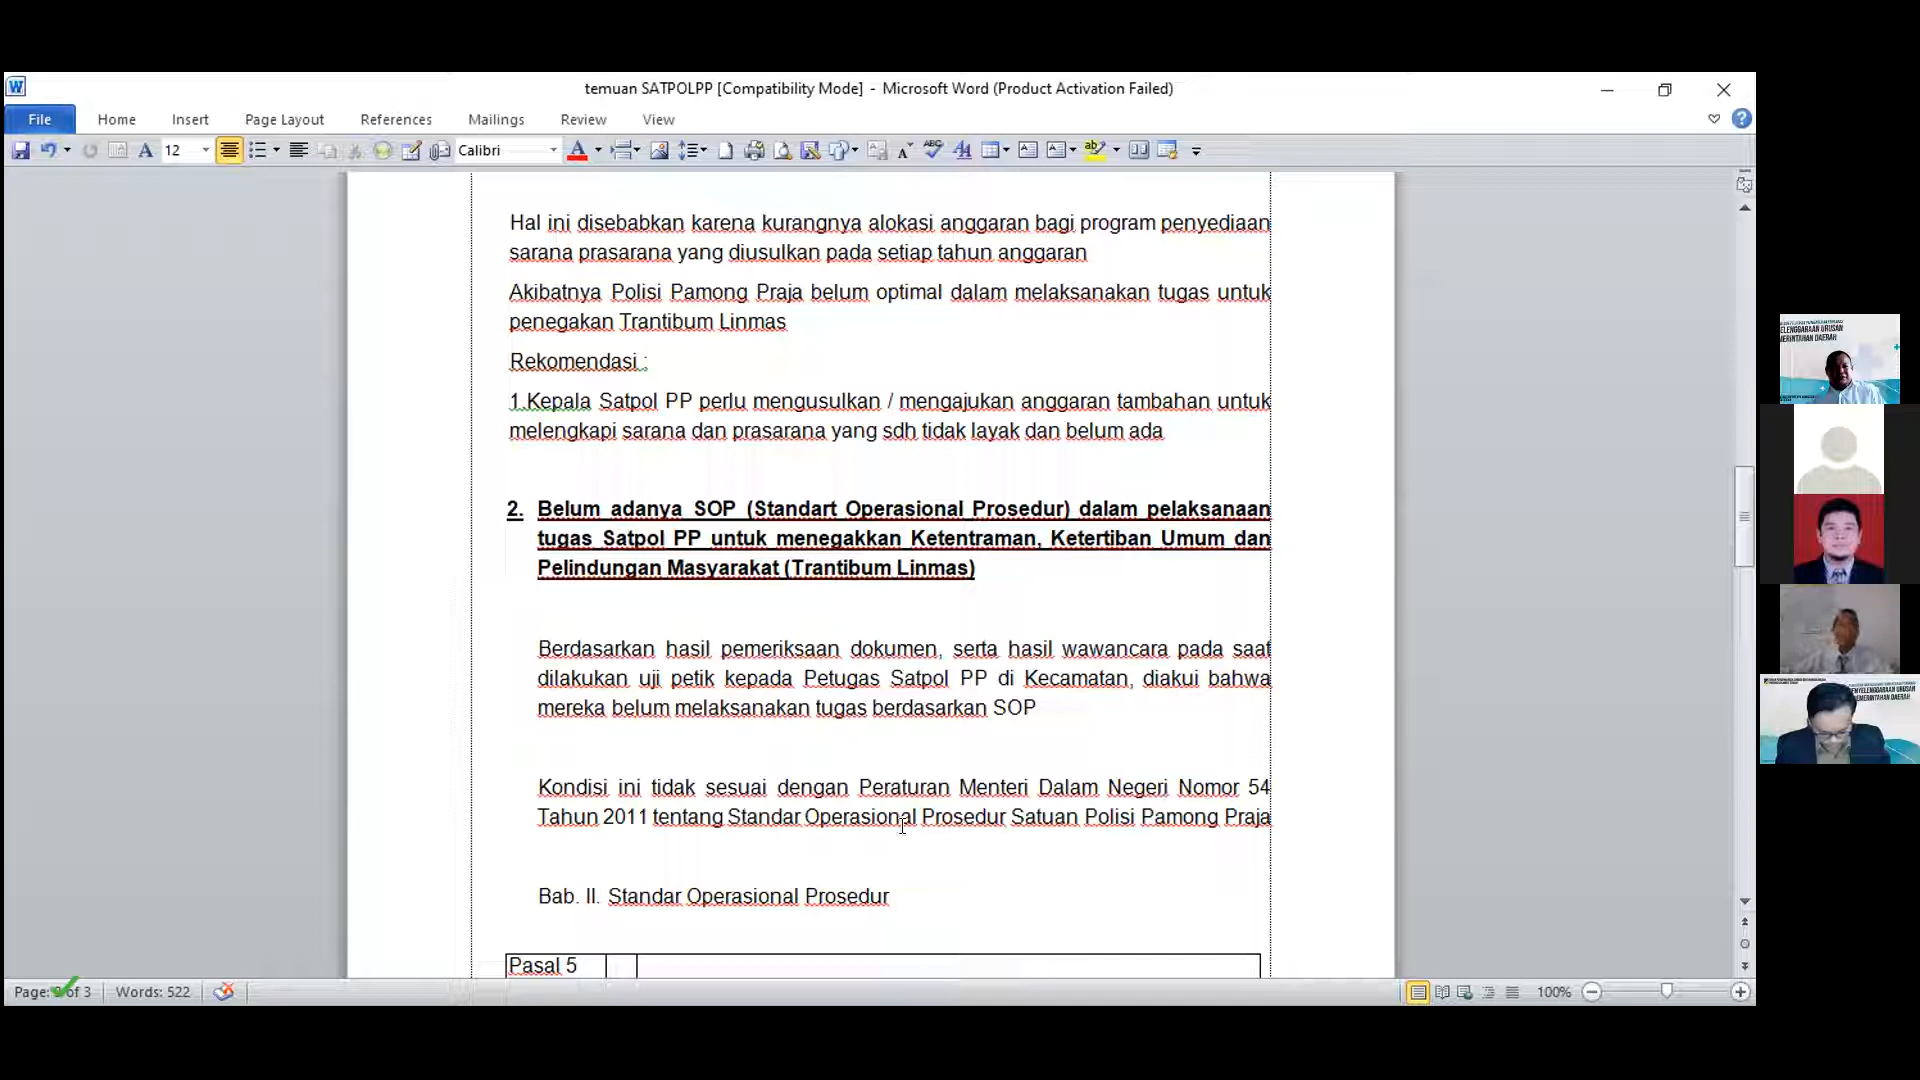 temuan SATPOLPP [Compatibility Mode] - Microsoft Word (Product Activation Failed)
File Home Insert Page Layout References Mailings Review View
12 Calibri
Hal ini disebabkan karena kurangnya alokasi anggaran bagi program penyediaan
sarana prasarana yang diusulkan pada setiap tahun anggaran
Akibatnya Polisi Pamong Praja belum optimal dalam melaksanakan tugas untuk
penegakan Trantibum Linmas
Rekomendasi :
1.Kepala Satpol PP perlu mengusulkan / mengajukan anggaran tambahan untuk
melengkapi sarana dan prasarana yang sdh tidak layak dan belum ada
2. Belum adanya SOP (Standart Operasional Prosedur) dalam pelaksanaan
tugas Satpol PP untuk menegakkan Ketentraman, Ketertiban Umum dan
Pelindungan Masyarakat (Trantibum Linmas)
Berdasarkan hasil pemeriksaan dokumen, serta hasil wawancara pada saat
dilakukan uji petik kepada Petugas Satpol PP di Kecamatan, diakui bahwa
mereka belum melaksanakan tugas berdasarkan SOP
Kondisi ini tidak sesuai dengan Peraturan Menteri Dalam Negeri Nomor 54
Tahun 2011 tentang Standar Operasional Prosedur Satuan Polisi Pamong Praja
Bab. II. Standar Operasional Prosedur
Pasal 5
Page: of 3 Words: 522 100%
ELENGGARAAN URUSAN
MERINTAHAN DAERAH
NYELENGGARAAN URUSAN
EMERINTAHAN DAERAH